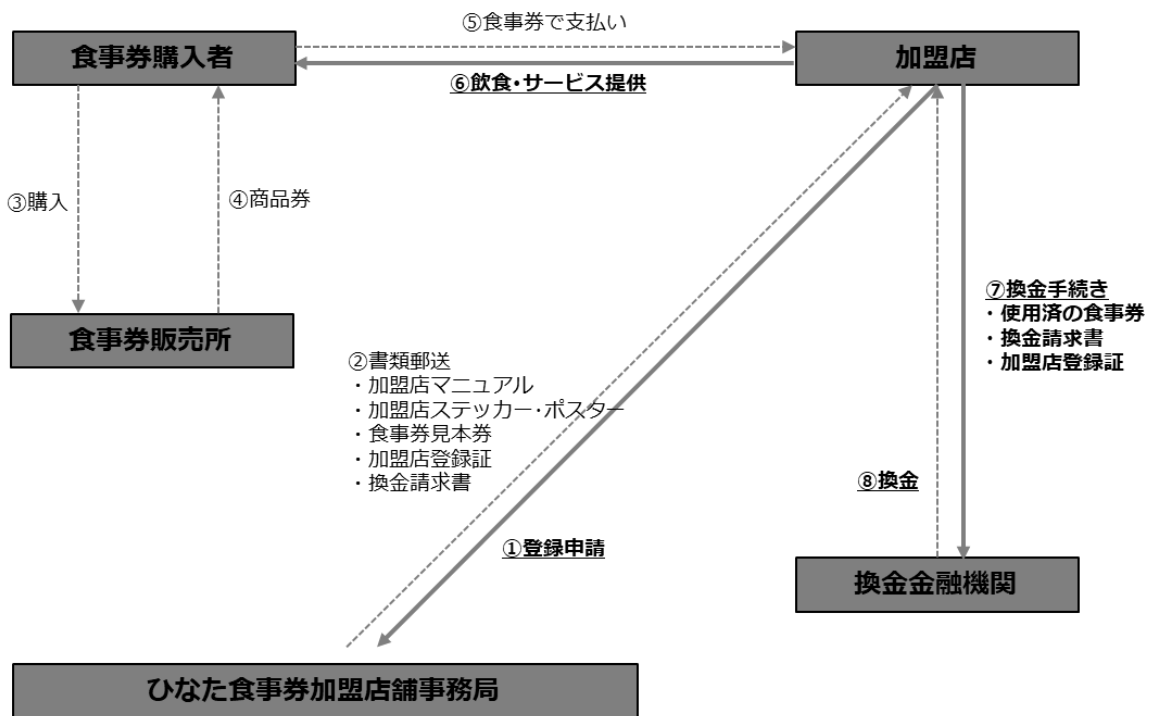 ⑤食事券で支払い
食事券購入者
加盟店
⑥飲食・サービス提供
③購入
④商品券
⑦換金手続き
・使用済の食事券
・換金請求書
・加盟店登録証
食事券販売所
②書類郵送
・加盟店マニュアル
・加盟店ステッカー・ポスター
・食事券見本券
・加盟店登録証
・換金請求書
⑧換金
①登録申請
換金金融機関
ひなた食事券加盟店舗事務局